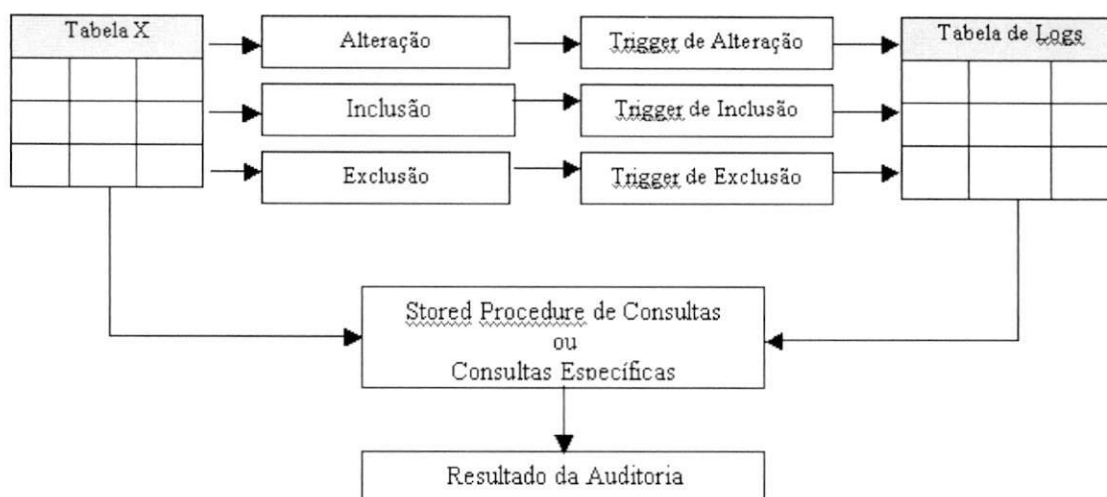 Tabela X
Alteração
Trigger de Alteração
Tabela de Logs
Inclusão
Trigger de Inclusão
Exclusão
Trigger de Exclusão
Stored Procedure de Consultas
ou
Consultas Específicas
Resultado da Auditoria